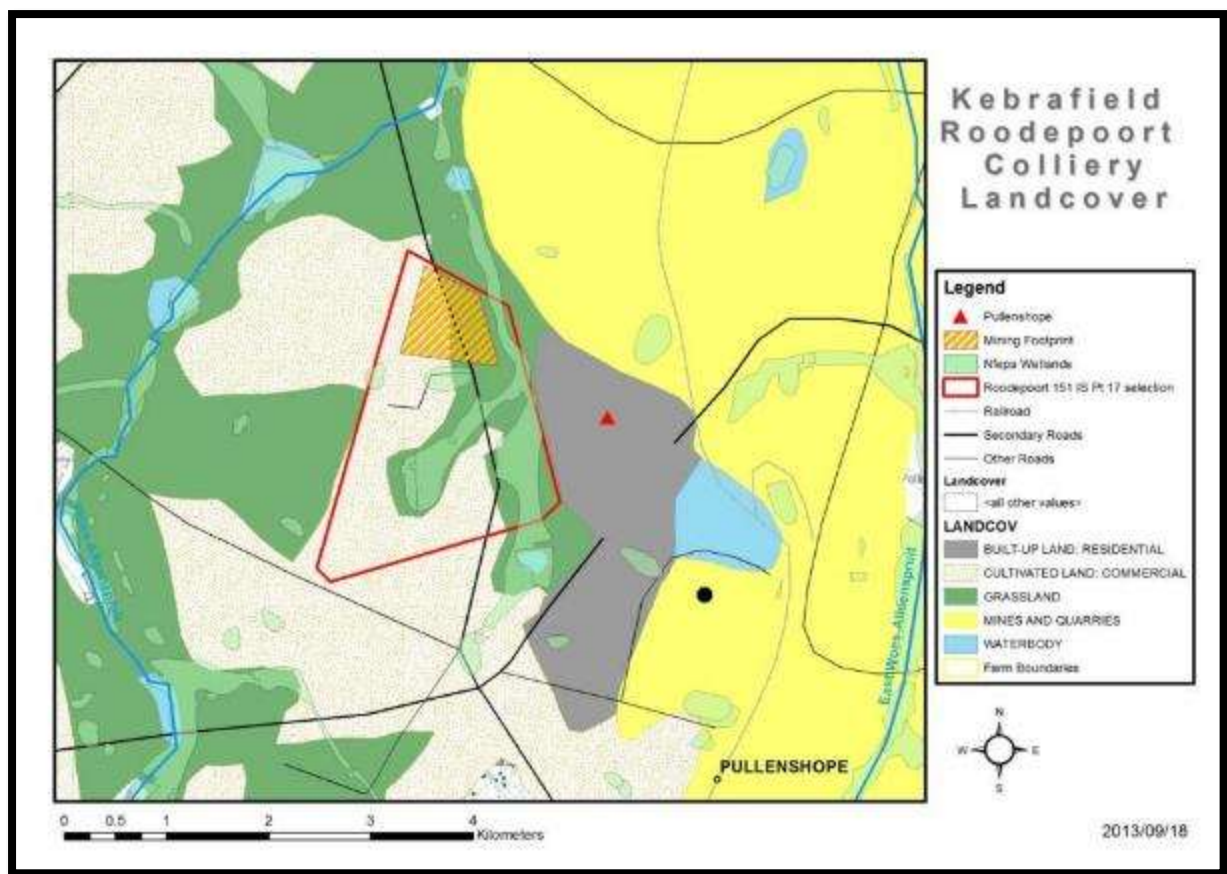 Kebrafield
Roodepoort
Colliery
Landcover
Legend
Pullenshope
Mining Footprint
Nfepa Wetlands
Roodepoort 151 IS Pt 17 selection
Railroad
Secondary Roads
Other Roads
Landcover
<all other values>
LANDCOV
BUILT-UP LAND: RESIDENTIAL
CULTIVATED LAND: COMMERCIAL
GRASSLAND
MINES AND QUARRIES
WATERBODY
Farm Boundaries
PULLENSHOPE
N
W E
S
0 0.5 1 2 3 4
Kilometers
2013/09/18